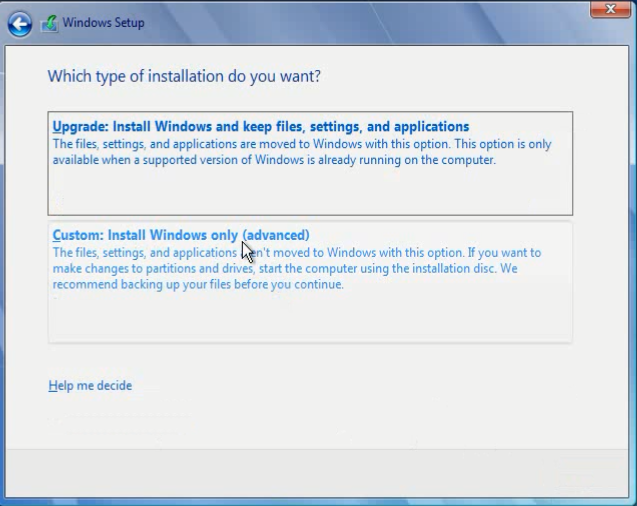 Windows Setup
Which type of installation do you want?
Upgrade: Install Windows and keep files, settings, and applications
The files, settings, and applications are moved to Windows with this option. This option is only
available when a supported version of Windows is already running on the computer.
Custom: Install Windows only (advanced)
The files, settings, and applications aren't moved to Windows with this option. If you want to
make changes to partitions and drives, start the computer using the installation disc. We
recommend backing up your files before you continue.
Help me decide